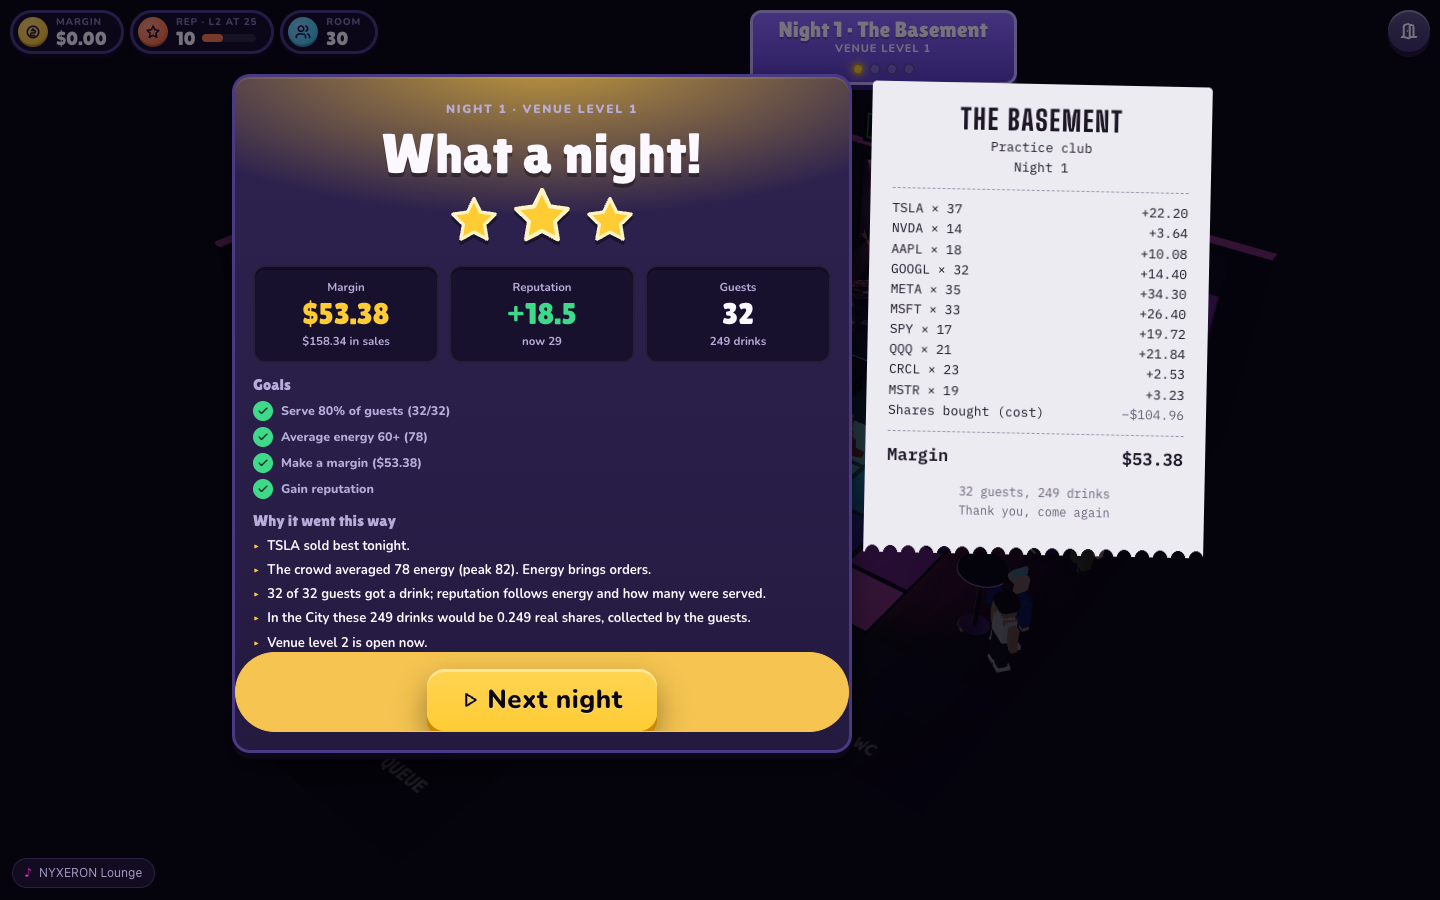 MARGIN
$0.00
REP · L2 AT 25
10
ROOM
30
Night 1 · The Basement
VENUE LEVEL 1
NIGHT 1 · VENUE LEVEL 1
What a night!
Margin
$53.38
$158.34 in sales
Reputation
+18.5
now 29
Guests
32
249 drinks
Goals
Serve 80% of guests (32/32)
Average energy 60+ (78)
Make a margin ($53.38)
Gain reputation
Why it went this way
TSLA sold best tonight.
The crowd averaged 78 energy (peak 82). Energy brings orders.
32 of 32 guests got a drink; reputation follows energy and how many were served.
In the City these 249 drinks would be 0.249 real shares, collected by the guests.
Venue level 2 is open now.
Next night
THE BASEMENT
Practice club
Night 1
TSLA × 37 +22.20
NVDA × 14 +3.64
AAPL × 18 +10.08
GOOGL × 32 +14.40
META × 35 +34.30
MSFT × 33 +26.40
SPY × 17 +19.72
QQQ × 21 +21.84
CRCL × 23 +2.53
MSTR × 19 +3.23
Shares bought (cost) −$104.96
Margin $53.38
32 guests, 249 drinks
Thank you, come again
WC
QUEUE
NYXERON Lounge